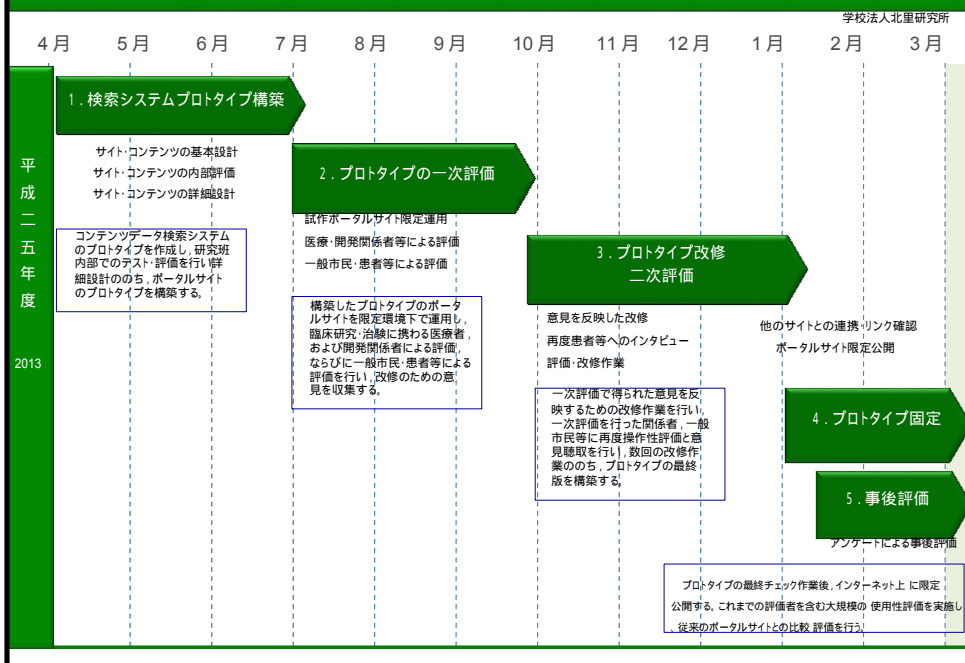 学校法人北里研究所
4月 5月 6月 7月 8月 9月 10月 11月 12月 1月 2月 3月
平成二五年度
2013
1．検索システムプロトタイプ構築
サイト・コンテンツの基本設計
サイト・コンテンツの内部評価
サイト・コンテンツの詳細設計
コンテンツデータ検索システム
のプロトタイプを作成し，研究班
内部でのテスト・評価を行い詳
細設計ののち，ポータルサイト
のプロトタイプを構築する。
2．プロトタイプの一次評価
試作ポータルサイト限定運用
医療・開発関係者等による評価
一般市民・患者等による評価
構築したプロトタイプのポータ
ルサイトを限定環境下で運用し，
臨床研究・治験に携わる医療者，
および開発関係者による評価，
ならびに一般市民・患者等による
評価を行い，改修のための意
見を収集する。
3．プロトタイプ改修
二次評価
意見を反映した改修
再度患者等へのインタビュー
評価・改修作業
一次評価で得られた意見を反
映するための改修作業を行い，
一次評価を行った関係者，一般
市民等に再度操作性評価と意
見聴取を行い，数回の改修作
業ののち，プロトタイプの最終
版を構築する。
他のサイトとの連携・リンク確認
ポータルサイト限定公開
4．プロトタイプ固定
5．事後評価
アンケートによる事後評価
プロトタイプの最終チェック作業後，インターネット上 に限定
公開する。これまでの評価者を含む大規模の 使用性評価を実施し
，従来のポータルサイトとの比較 評価を行う。